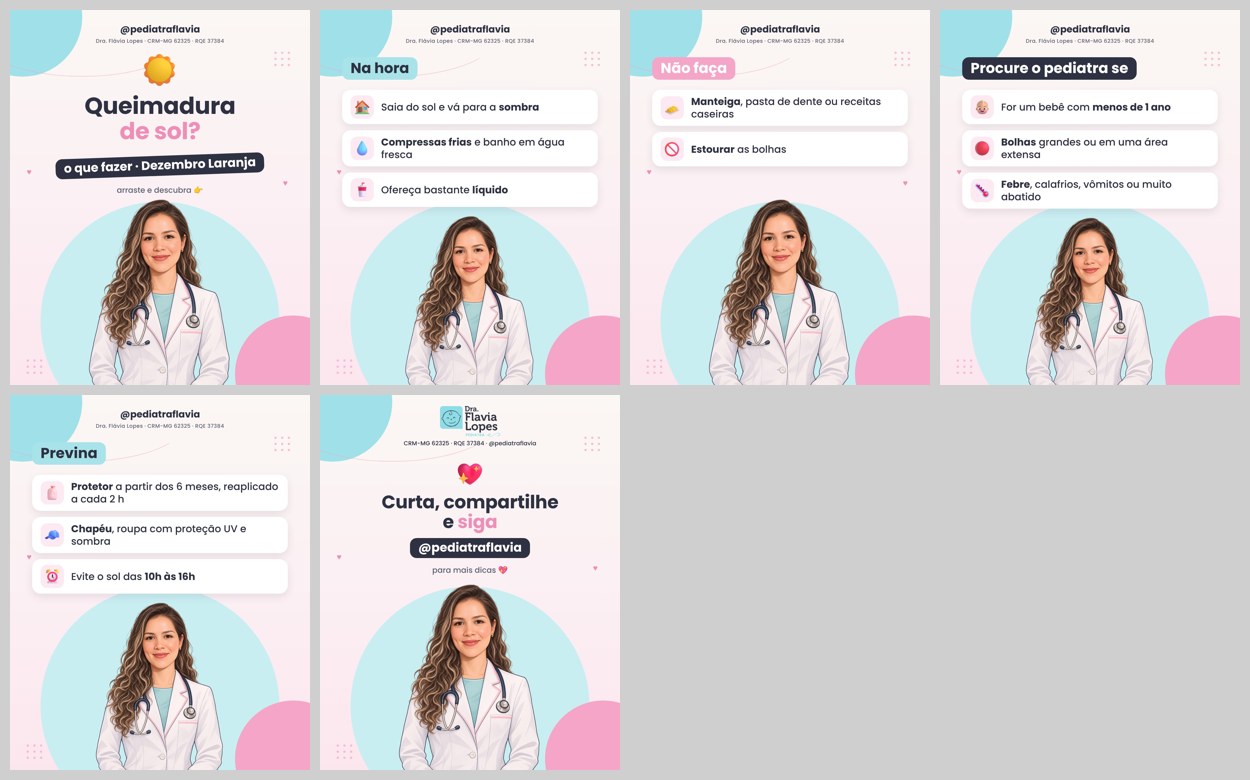 @pediatraflavia
Dra. Flávia Lopes · CRM-MG 62325 · RQE 37384
Queimadura
de sol?
o que fazer · Dezembro Laranja
arraste e descubra 👉
@pediatraflavia
Dra. Flávia Lopes · CRM-MG 62325 · RQE 37384
Na hora
Saia do sol e vá para a sombra
Compressas frias e banho em água
fresca
Ofereça bastante líquido
@pediatraflavia
Dra. Flávia Lopes · CRM-MG 62325 · RQE 37384
Não faça
Manteiga, pasta de dente ou receitas
caseiras
Estourar as bolhas
@pediatraflavia
Dra. Flávia Lopes · CRM-MG 62325 · RQE 37384
Procure o pediatra se
For um bebê com menos de 1 ano
Bolhas grandes ou em uma área
extensa
Febre, calafrios, vômitos ou muito
abatido
@pediatraflavia
Dra. Flávia Lopes · CRM-MG 62325 · RQE 37384
Previna
Protetor a partir dos 6 meses, reaplicado
a cada 2 h
Chapéu, roupa com proteção UV e
sombra
Evite o sol das 10h às 16h
Dra.
Flavia
Lopes
CRM-MG 62325 · RQE 37384 · @pediatraflavia
Curta, compartilhe
e siga
@pediatraflavia
para mais dicas 💖